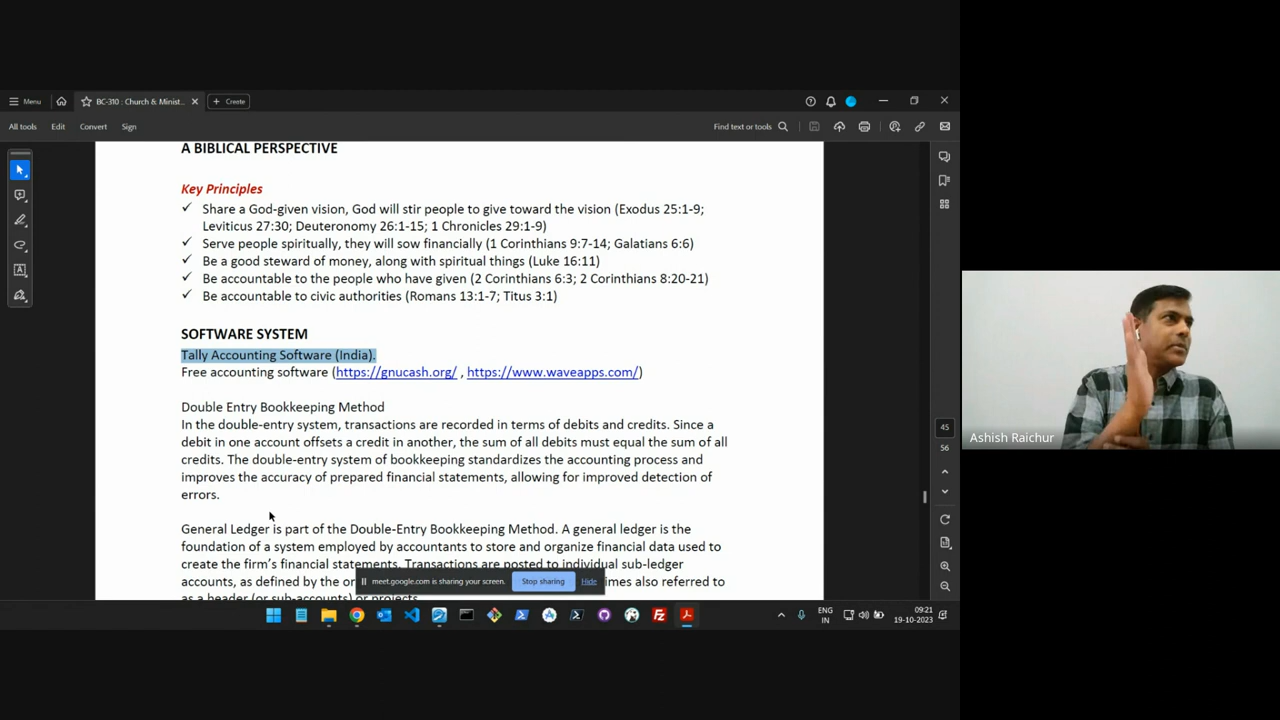 Menu
BC-310 : Church & Minist...
Create
All tools
Edit
Convert
Sign
Find text or tools
A BIBLICAL PERSPECTIVE
Key Principles
✓ Share a God-given vision, God will stir people to give toward the vision (Exodus 25:1-9;
Leviticus 27:30; Deuteronomy 26:1-15; 1 Chronicles 29:1-9)
✓ Serve people spiritually, they will sow financially (1 Corinthians 9:7-14; Galatians 6:6)
✓ Be a good steward of money, along with spiritual things (Luke 16:11)
✓ Be accountable to the people who have given (2 Corinthians 6:3; 2 Corinthians 8:20-21)
✓ Be accountable to civic authorities (Romans 13:1-7; Titus 3:1)
SOFTWARE SYSTEM
Tally Accounting Software (India).
Free accounting software (https://gnucash.org/ , https://www.waveapps.com/)
Double Entry Bookkeeping Method
In the double-entry system, transactions are recorded in terms of debits and credits. Since a
debit in one account offsets a credit in another, the sum of all debits must equal the sum of all
credits. The double-entry system of bookkeeping standardizes the accounting process and
improves the accuracy of prepared financial statements, allowing for improved detection of
errors.
General Ledger is part of the Double-Entry Bookkeeping Method. A general ledger is the
foundation of a system employed by accountants to store and organize financial data used to
create the firm's financial statements. Transactions are posted to individual sub-ledger
accounts, as defined by the
imes also referred to
as a header (or sub-accounts) or projects
meet.google.com is sharing your screen.
Stop sharing
Hide
45
56
ENG
IN
09:21
19-10-2023
Ashish Raichur